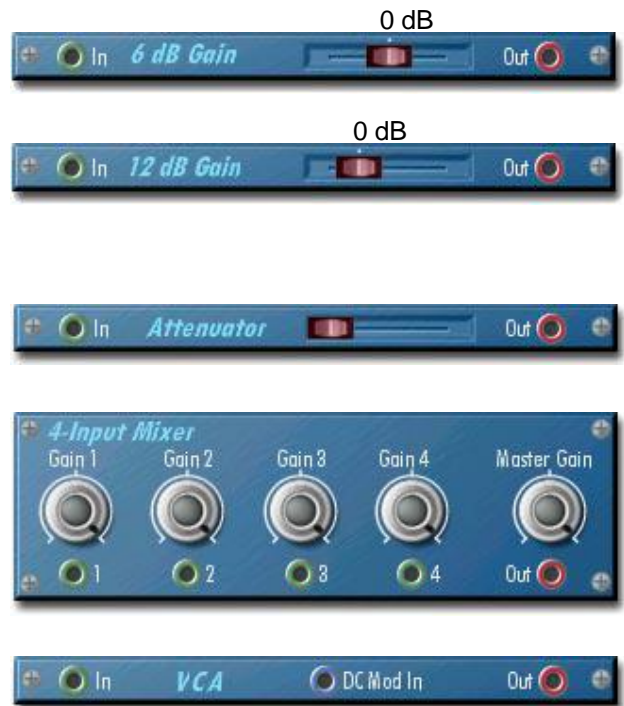 0 dB
In 6 dB Gain Out
0 dB
In 12 dB Gain Out
In Attenuator Out
4-Input Mixer
Gain 1 Gain 2 Gain 3 Gain 4 Master Gain
1 2 3 4 Out
In VCA DC Mod In Out